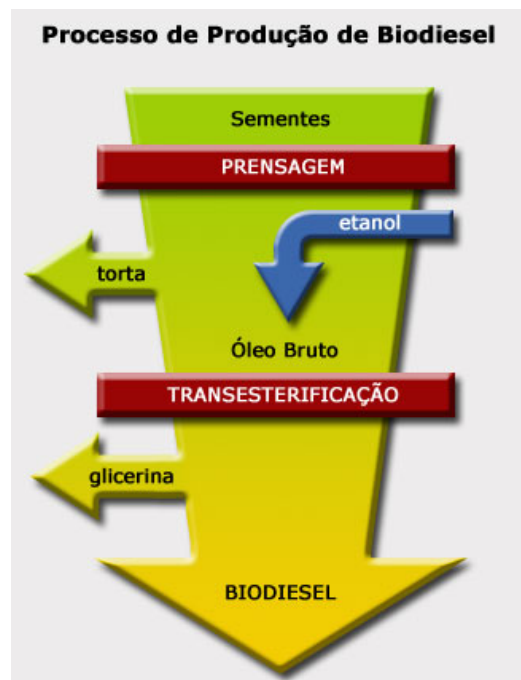 Processo de Produção de Biodiesel
Sementes
PRENSAGEM
etanol
torta
Óleo Bruto
TRANSESTERIFICAÇÃO
glicerina
BIODIESEL